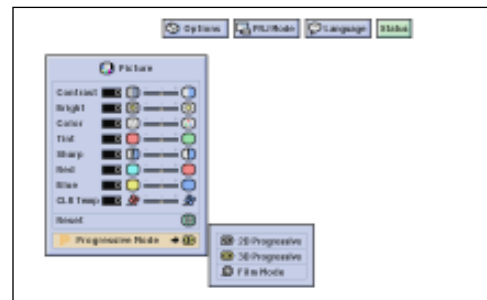 Options PRJ Mode Language Status
Picture
Contrast
Bright
Color
Tint
Sharp
Red
Blue
CLR Temp
Reset
Progressive Mode
2D Progressive
3D Progressive
Film Mode